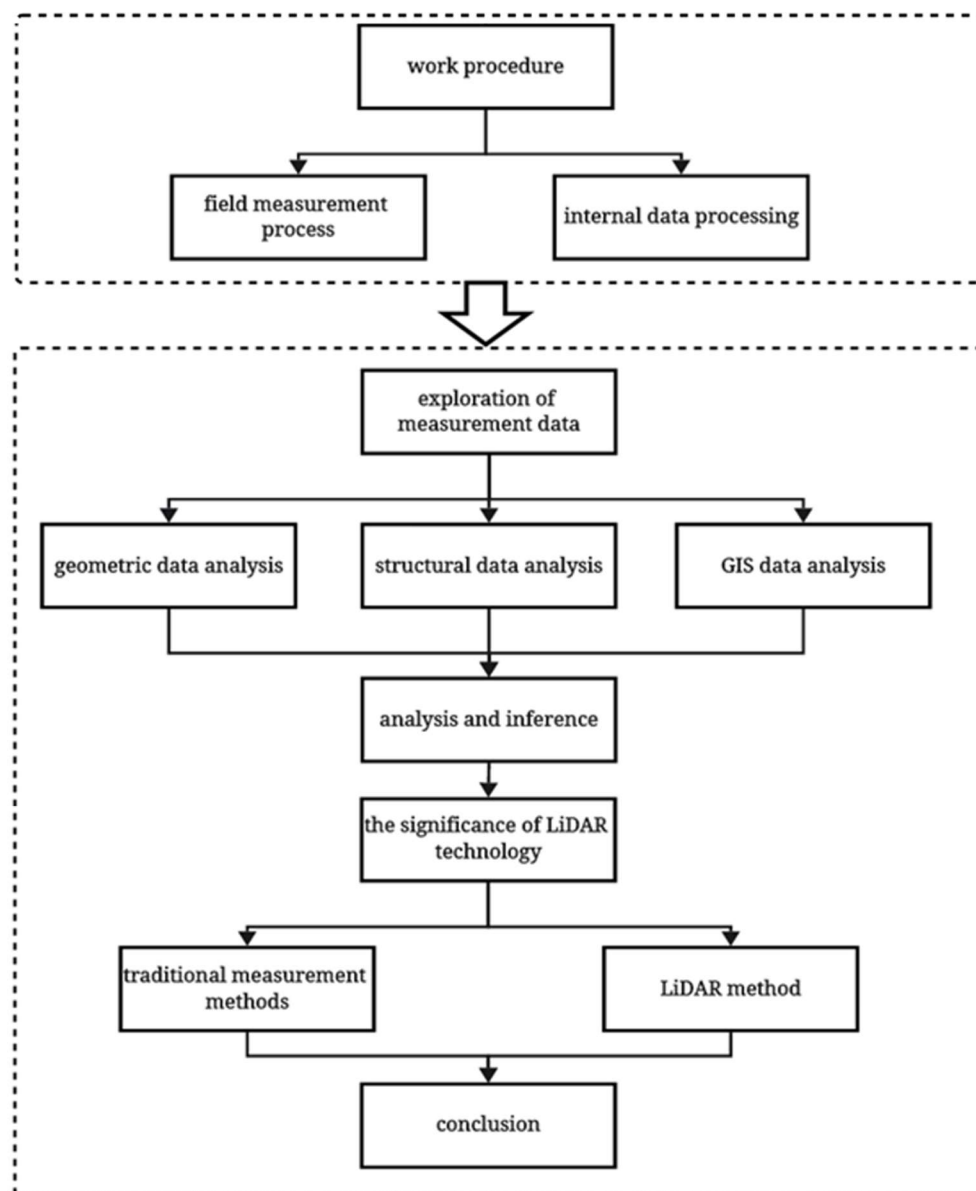 work procedure
field measurement
process
internal data processing
exploration of
measurement data
geometric data analysis
structural data analysis
GIS data analysis
analysis and inference
the significance of LiDAR
technology
traditional measurement
methods
LiDAR method
conclusion